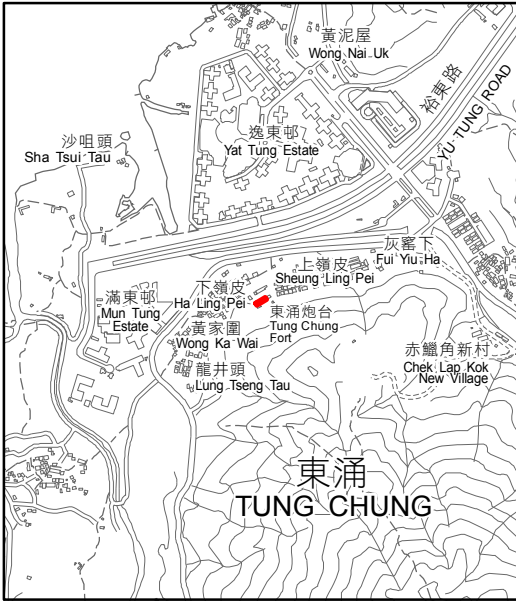 黃泥屋
Wong Nai Uk
裕東路
YU TUNG ROAD
沙咀頭
Sha Tsui Tau
逸東邨
Yat Tung Estate
灰窰下
Fui Yiu Ha
上嶺皮
Sheung Ling Pei
下嶺皮
Ha Ling Pei
滿東邨
Mun Tung
Estate
東涌炮台
Tung Chung
Fort
黃家圍
Wong Ka Wai
龍井頭
Lung Tseng Tau
赤鱲角新村
Chek Lap Kok
New Village
東涌
TUNG CHUNG